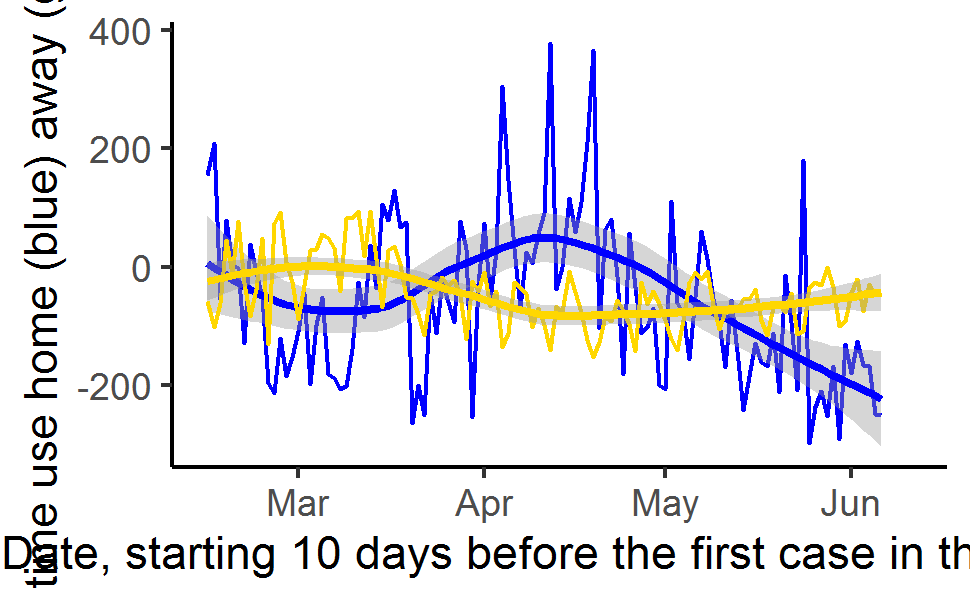 time use home (blue) away (
400
200
0
-200
Mar Apr May Jun
Date, starting 10 days before the first case in th